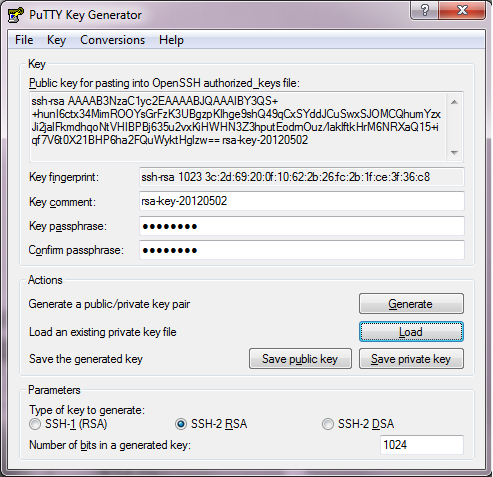 PuTTY Key Generator
File Key Conversions Help
Key
Public key for pasting into OpenSSH authorized_keys file:
ssh-rsa AAAAB3NzaC1yc2EAAAABJQAAAIBY3QS+
+hunI6ctx34MimROOYsGrFzK3UBgzpKlhge9shQ49qCxSYddJCuSwxSJOMCQhumYzx
Ji2jalFkmdhqoNtVHIBPBj635u2vxKHWHN3Z3hputEodmOuz/laklftkHrM6NRXaQ15+i
qf7V6t0X21BHP6ha2FQuWyktHglzw== rsa-key-20120502
Key fingerprint: ssh-rsa 1023 3c:2d:69:20:0f:10:62:2b:26:fc:2b:1f:ce:3f:36:c8
Key comment: rsa-key-20120502
Key passphrase: ●●●●●●●●
Confirm passphrase: ●●●●●●●●
Actions
Generate a public/private key pair Generate
Load an existing private key file Load
Save the generated key Save public key Save private key
Parameters
Type of key to generate:
SSH-1 (RSA) SSH-2 RSA SSH-2 DSA
Number of bits in a generated key: 1024